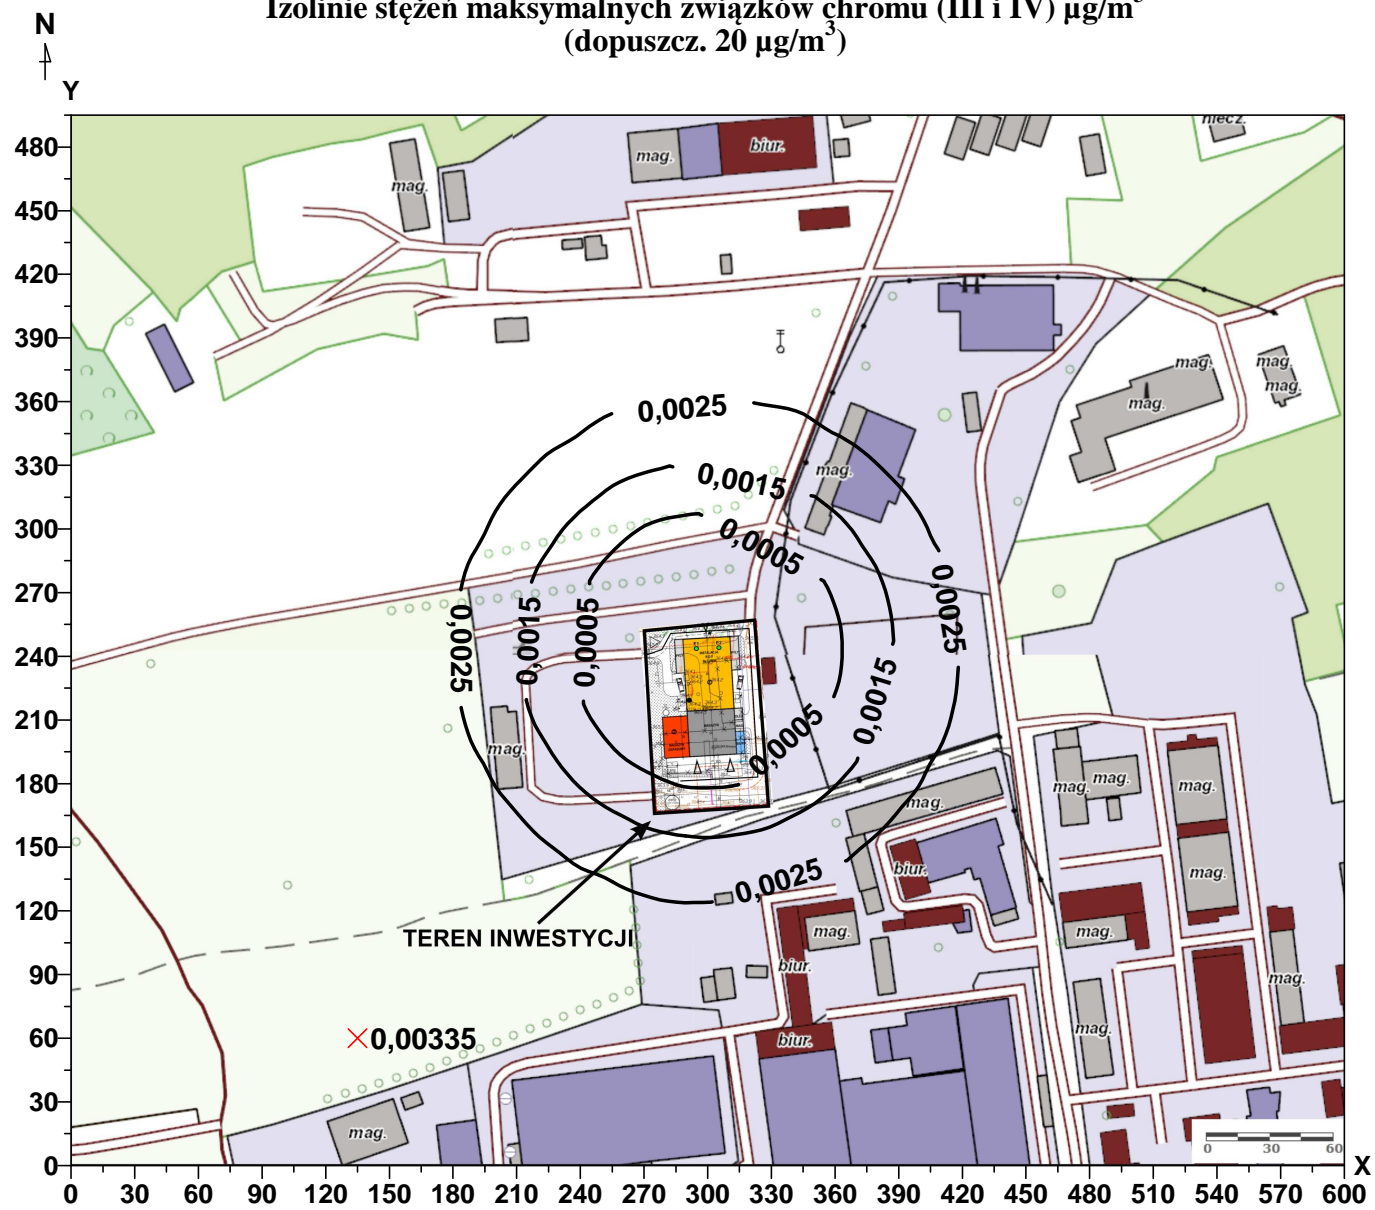 Izolinie stężeń maksymalnych związków chromu (III i IV) µg/m³
(dopuszcz. 20 µg/m³)
N
Y
480
450
420
390
360
330
300
270
240
210
180
150
120
90
60
30
0
0 30 60 90 120 150 180 210 240 270 300 330 360 390 420 450 480 510 540 570 600
X
mag.
biur.
niecz.
mag.
mag.
mag.
mag.
mag.
mag.
0,0025
0,0015
mag.
0,0005
0,0025
0,0015
0,0005
0,0025
0,0015
0,0005
mag.
mag.
mag.
mag.
mag.
mag.
biur.
0,0025
TEREN INWESTYCJI
mag.
mag.
biur.
mag.
0,00335
biur.
mag.
mag.
0 30 60